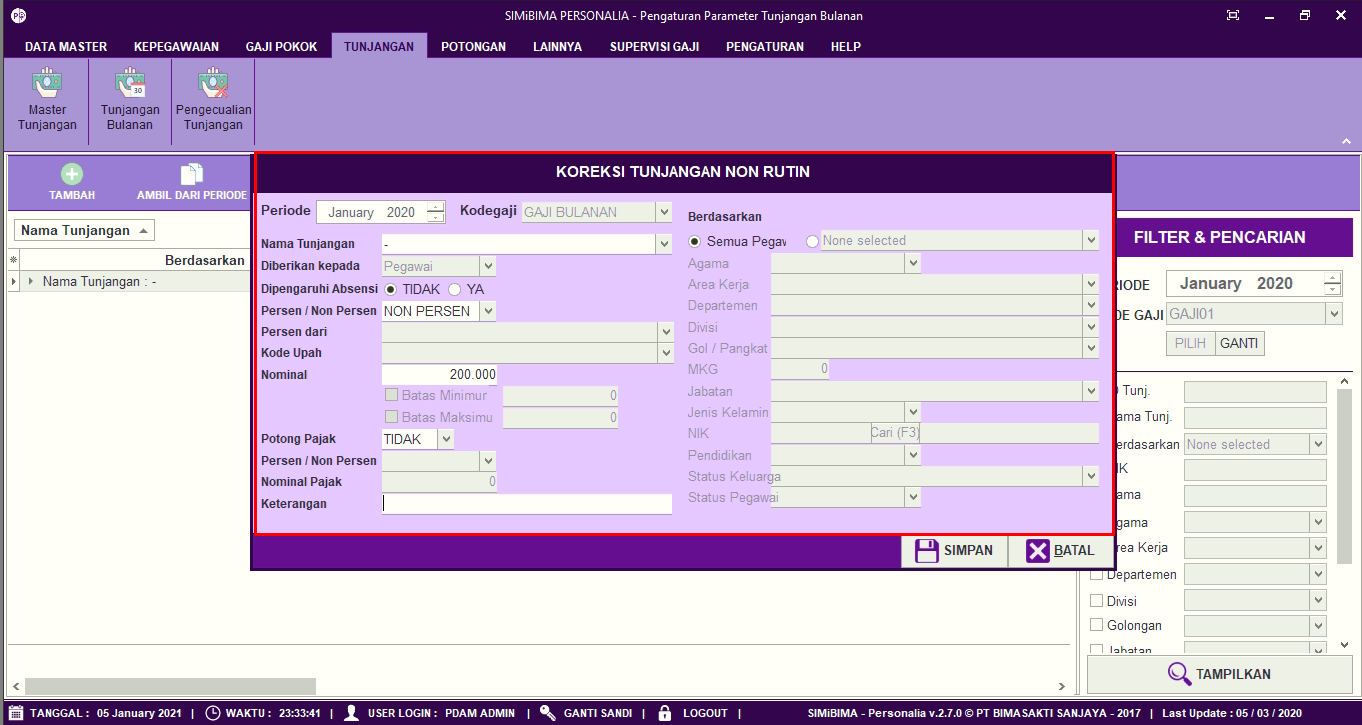 SIMiBIMA PERSONALIA - Pengaturan Parameter Tunjangan Bulanan
DATA MASTER KEPEGAWAIAN GAJI POKOK TUNJANGAN POTONGAN LAINNYA SUPERVISI GAJI PENGATURAN HELP
Master Tunjangan
Tunjangan Bulanan
Pengecualian Tunjangan
TAMBAH
AMBIL DARI PERIODE
Nama Tunjangan
Berdasarkan
Nama Tunjangan : -
KOREKSI TUNJANGAN NON RUTIN
Periode January 2020 Kodegaji GAJI BULANAN
Nama Tunjangan -
Diberikan kepada Pegawai
Dipengaruhi Absensi TIDAK YA
Persen / Non Persen NON PERSEN
Persen dari
Kode Upah
Nominal 200.000
Batas Minimur 0
Batas Maksimu 0
Potong Pajak TIDAK
Persen / Non Persen
Nominal Pajak 0
Keterangan
Berdasarkan
Semua Pegaw None selected
Agama
Area Kerja
Departemen
Divisi
Gol / Pangkat
MKG 0
Jabatan
Jenis Kelamin
NIK Cari (F3)
Pendidikan
Status Keluarga
Status Pegawai
SIMPAN
BATAL
FILTER & PENCARIAN
IODE January 2020
DE GAJI GAJI01
PILIH GANTI
Tunj.
ama Tunj.
erdasarkan None selected
IK
ama
gama
rea Kerja
Departemen
Divisi
Golongan
Jabatan
TAMPILKAN
TANGGAL : 05 January 2021 | WAKTU : 23:33:41 | USER LOGIN : PDAM ADMIN | GANTI SANDI | LOGOUT | SIMiBIMA - Personalia v.2.7.0 © PT BIMASAKTI SANJAYA - 2017 | Last Update : 05 / 03 / 2020